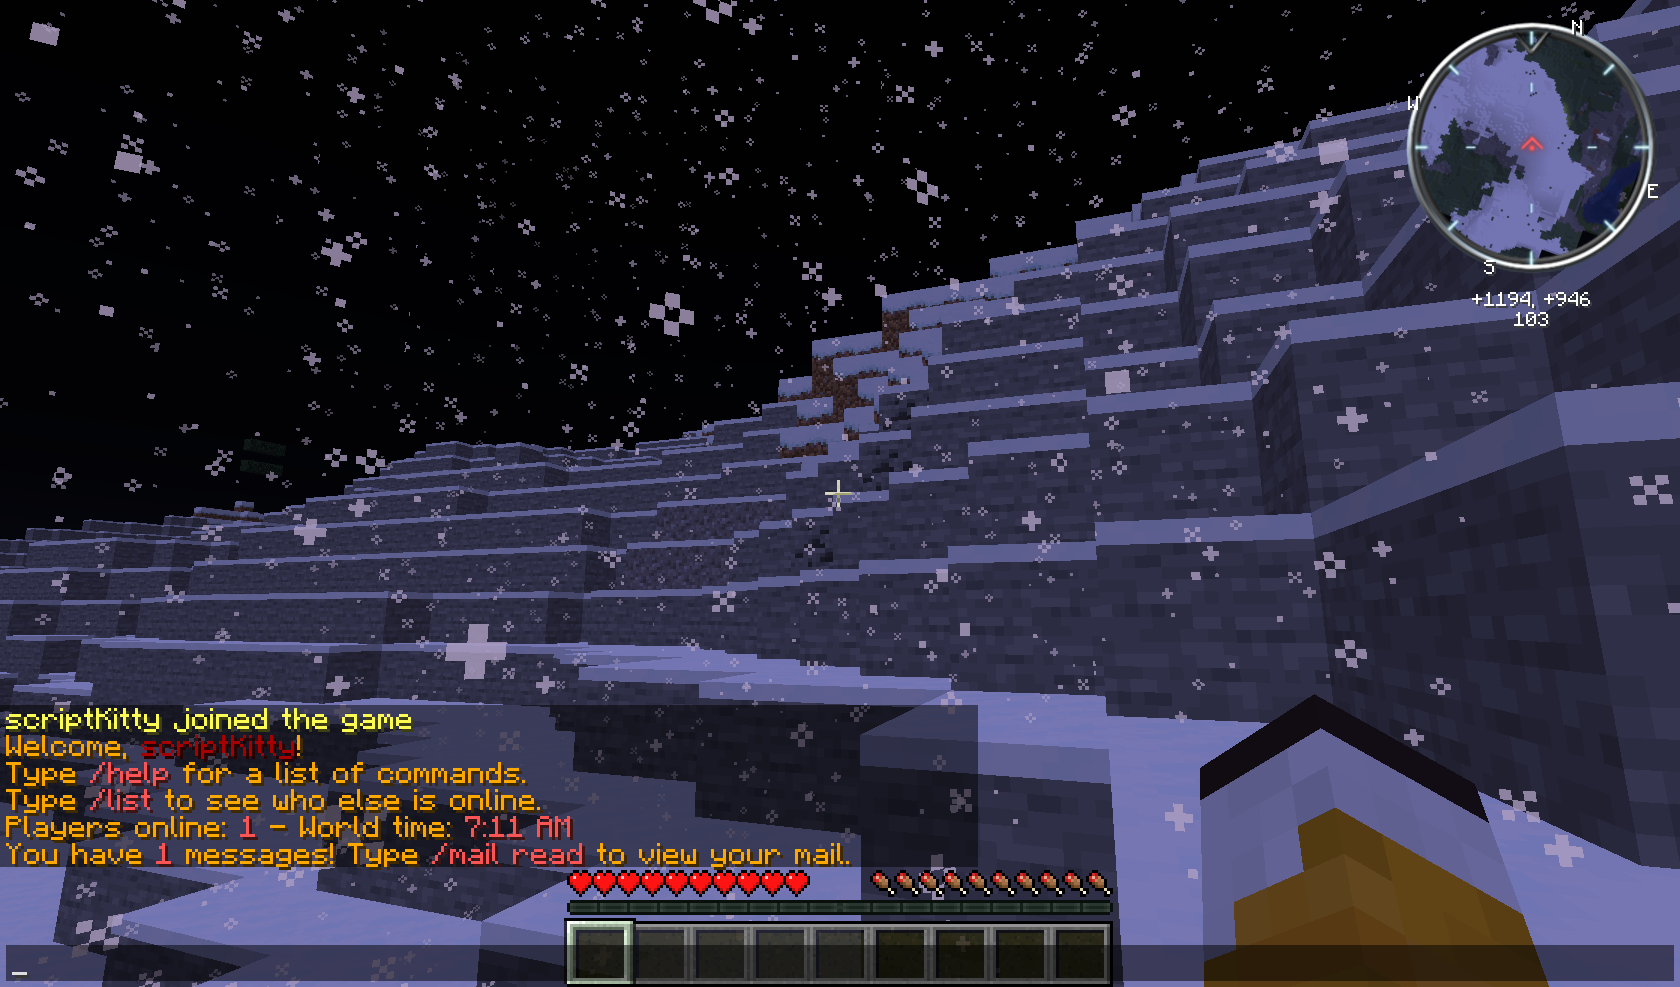 N
W
E
S
+1194, +946
103
scriptKitty joined the game
Welcome, scriptKitty!
Type /help for a list of commands.
Type /list to see who else is online.
Players online: 1 - World time: 7:11 AM
You have 1 messages! Type /mail read to view your mail.
_